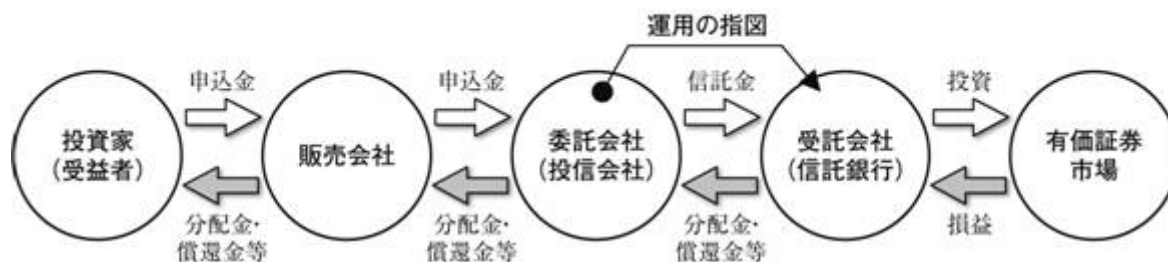 運用の指図
申込金
申込金
信託金
投資
投資家
(受益者)
販売会社
委託会社
(投信会社)
受託会社
(信託銀行)
有価証券
市場
分配金・
償還金等
分配金・
償還金等
分配金・
償還金等
損益